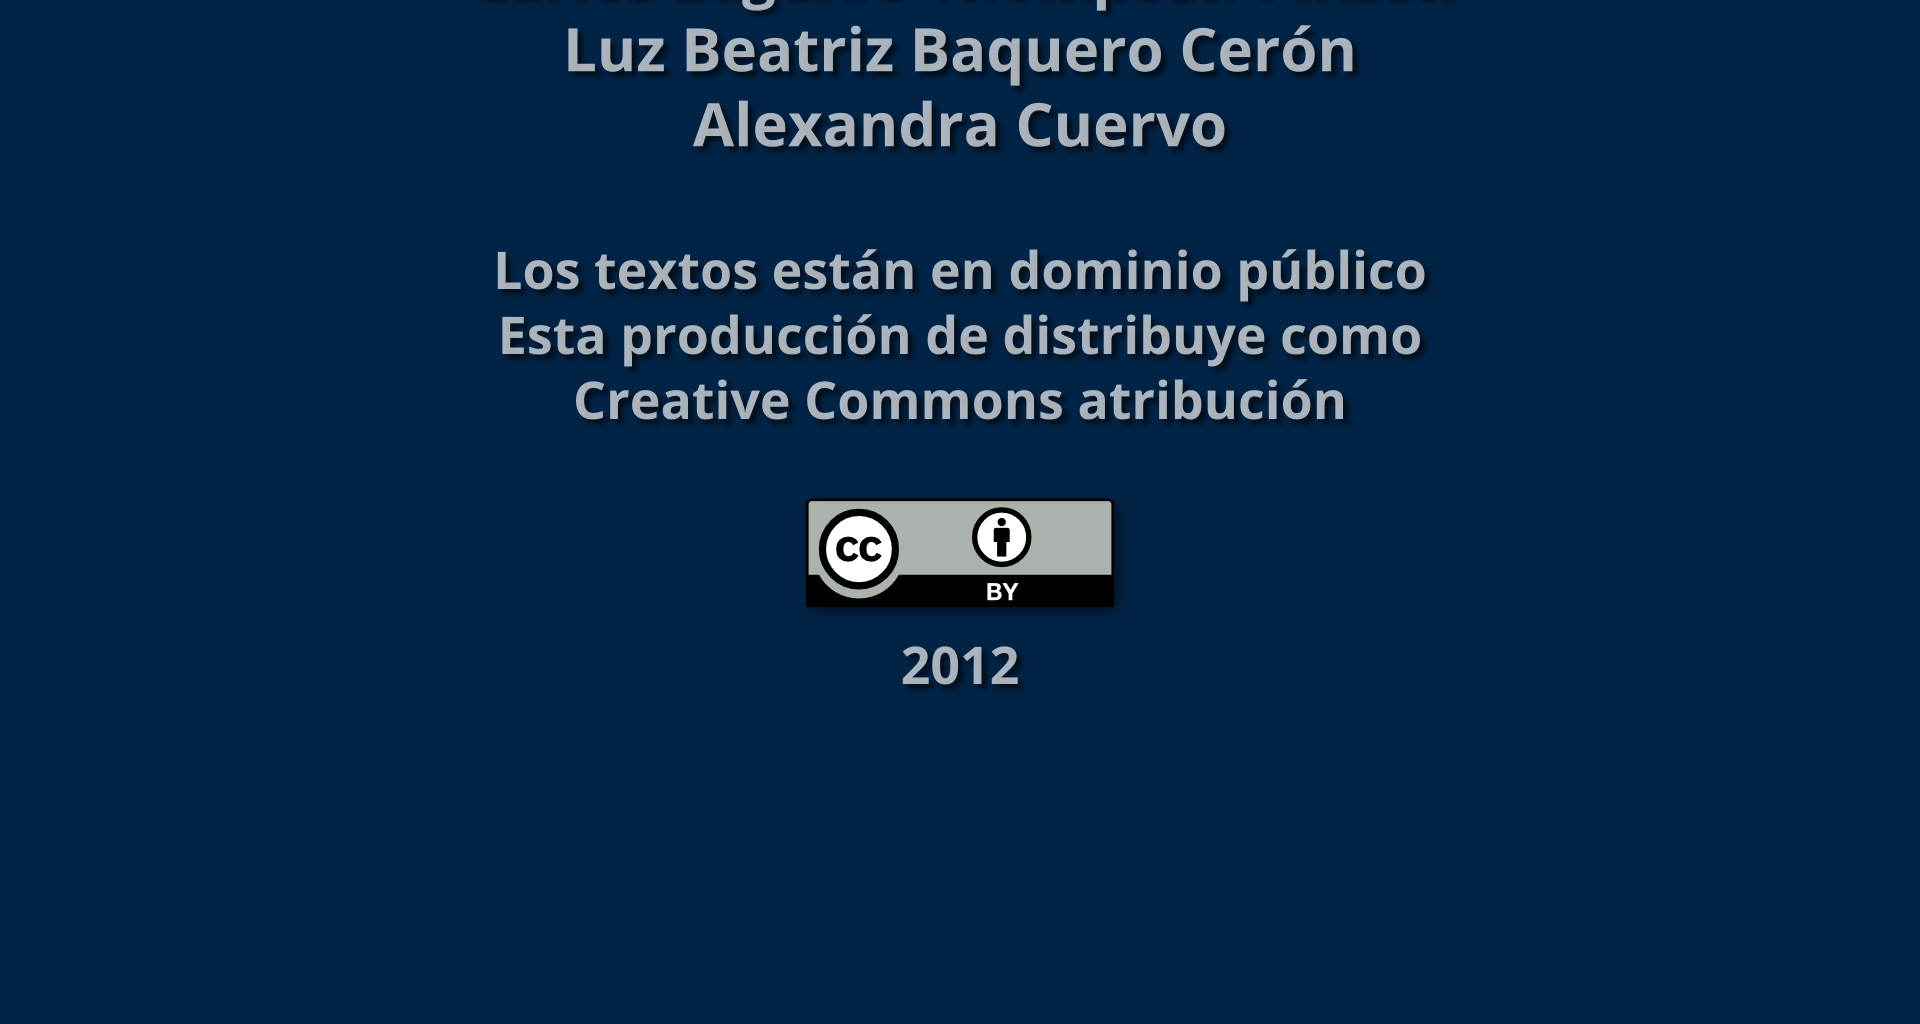 Luz Beatriz Baquero Cerón
Alexandra Cuervo
Los textos están en dominio público
Esta producción de distribuye como
Creative Commons atribución
cc
BY
2012